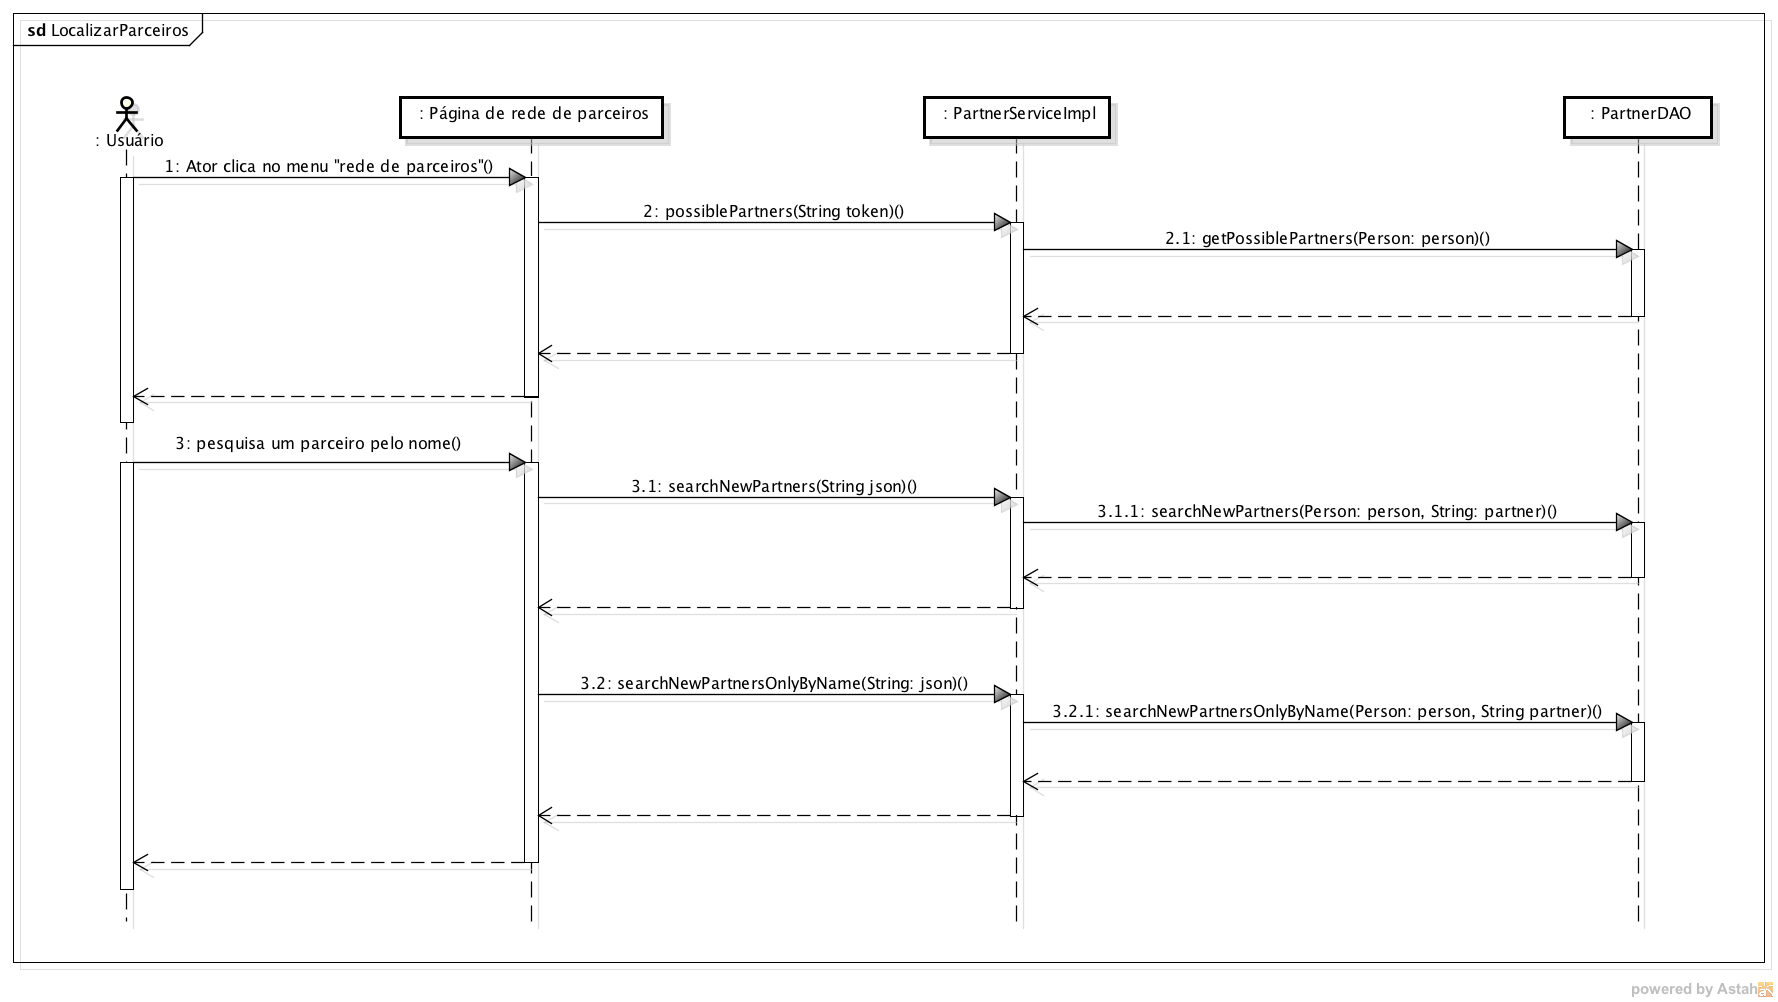 sd LocalizarParceiros
: Usuário
: Página de rede de parceiros
: PartnerServiceImpl
: PartnerDAO
1: Ator clica no menu "rede de parceiros"()
2: possiblePartners(String token)()
2.1: getPossiblePartners(Person: person)()
3: pesquisa um parceiro pelo nome()
3.1: searchNewPartners(String json)()
3.1.1: searchNewPartners(Person: person, String: partner)()
3.2: searchNewPartnersOnlyByName(String: json)()
3.2.1: searchNewPartnersOnlyByName(Person: person, String partner)()
powered by Astah